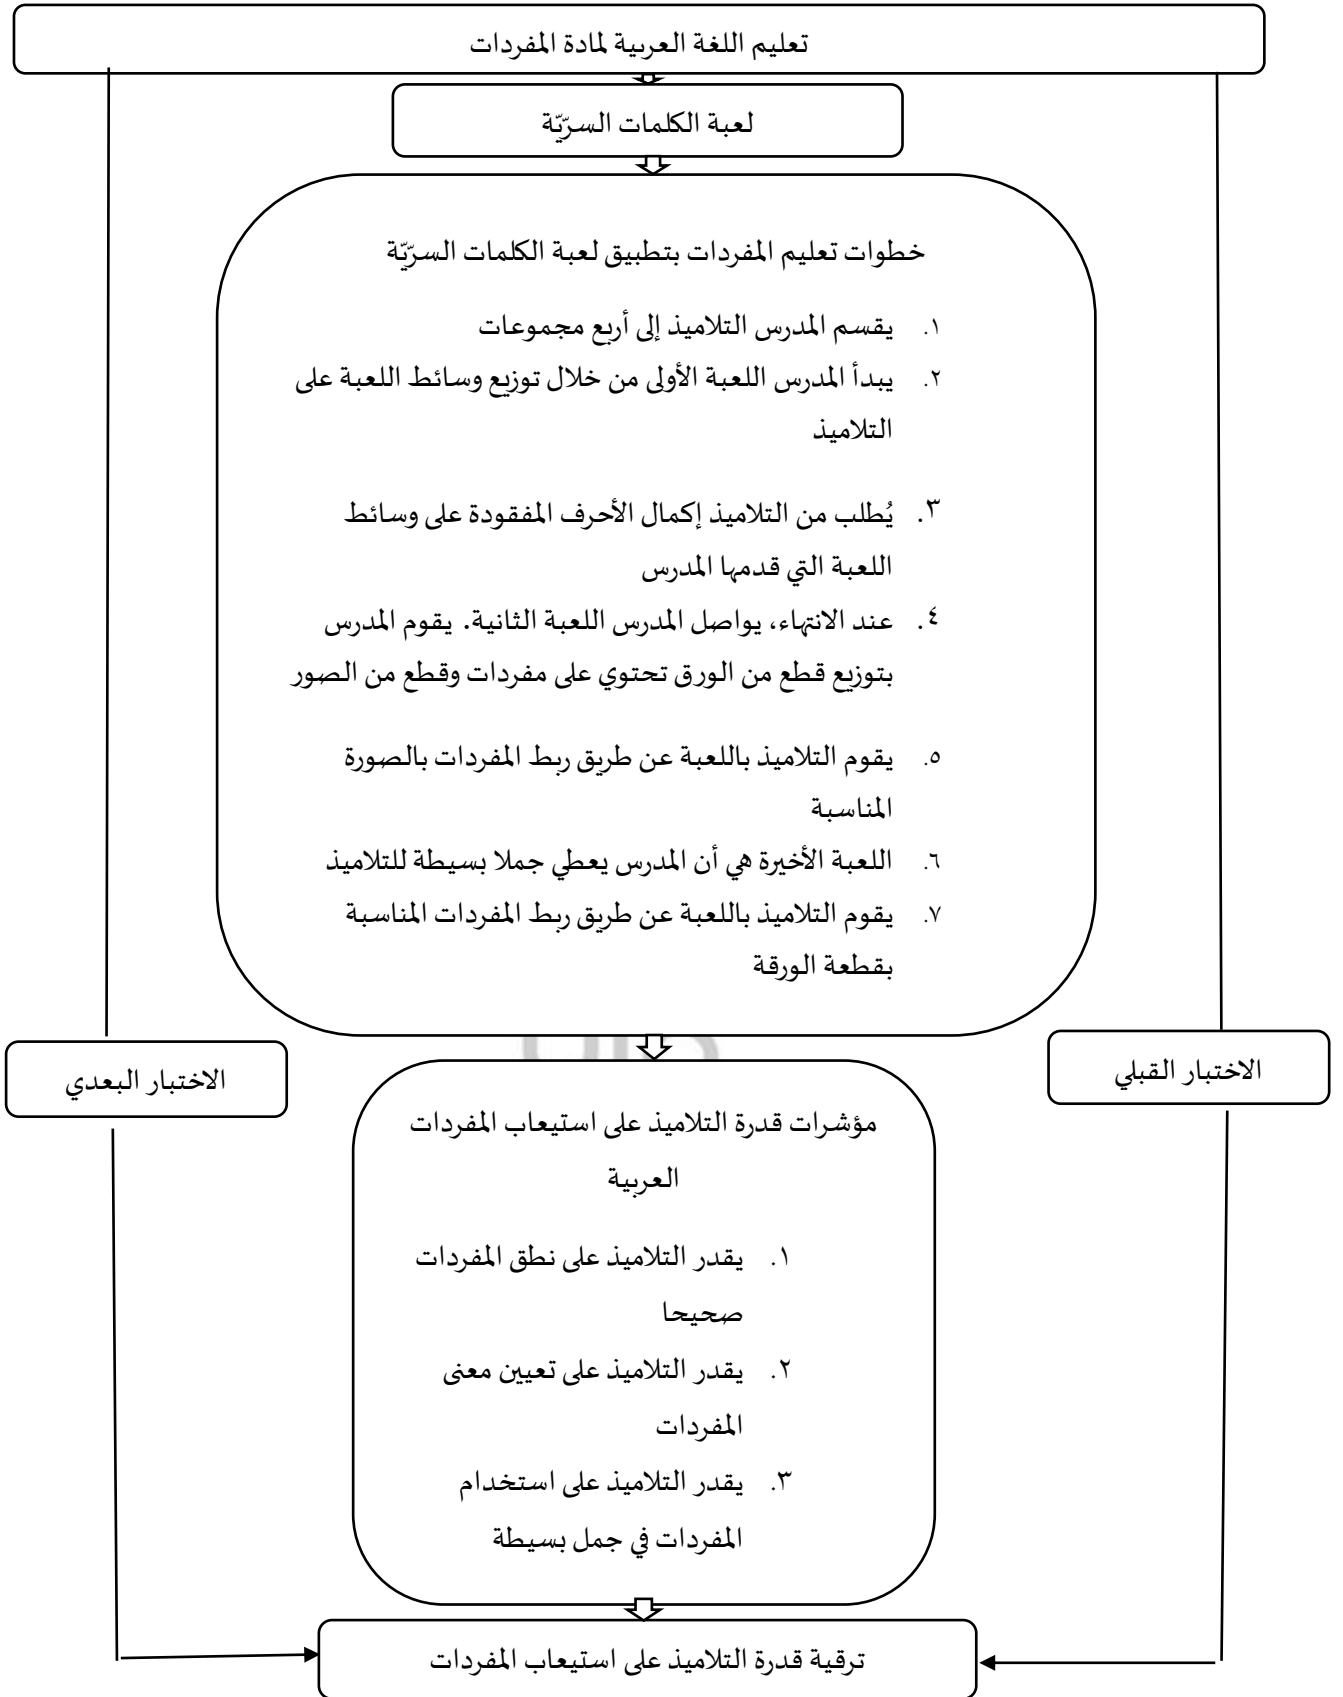 تعليم اللغة العربية لمادة المفردات
لعبة الكلمات السرّيّة
خطوات تعليم المفردات بتطبيق لعبة الكلمات السرّيّة
١. يقسم المدرس التلاميذ إلى أربع مجموعات
٢. يبدأ المدرس اللعبة الأولى من خلال توزيع وسائط اللعبة على
التلاميذ
٣. يُطلب من التلاميذ إكمال الأحرف المفقودة على وسائط
اللعبة التي قدمها المدرس
٤. عند الانتهاء، يواصل المدرس اللعبة الثانية. يقوم المدرس
بتوزيع قطع من الورق تحتوي على مفردات وقطع من الصور
٥. يقوم التلاميذ باللعبة عن طريق ربط المفردات بالصورة
المناسبة
٦. اللعبة الأخيرة هي أن المدرس يعطي جملا بسيطة للتلاميذ
٧. يقوم التلاميذ باللعبة عن طريق ربط المفردات المناسبة
بقطعة الورقة
الاختبار القبلي
الاختبار البعدي
مؤشرات قدرة التلاميذ على استيعاب المفردات
العربية
١. يقدر التلاميذ على نطق المفردات
صحيحا
٢. يقدر التلاميذ على تعيين معنى
المفردات
٣. يقدر التلاميذ على استخدام
المفردات في جمل بسيطة
ترقية قدرة التلاميذ على استيعاب المفردات